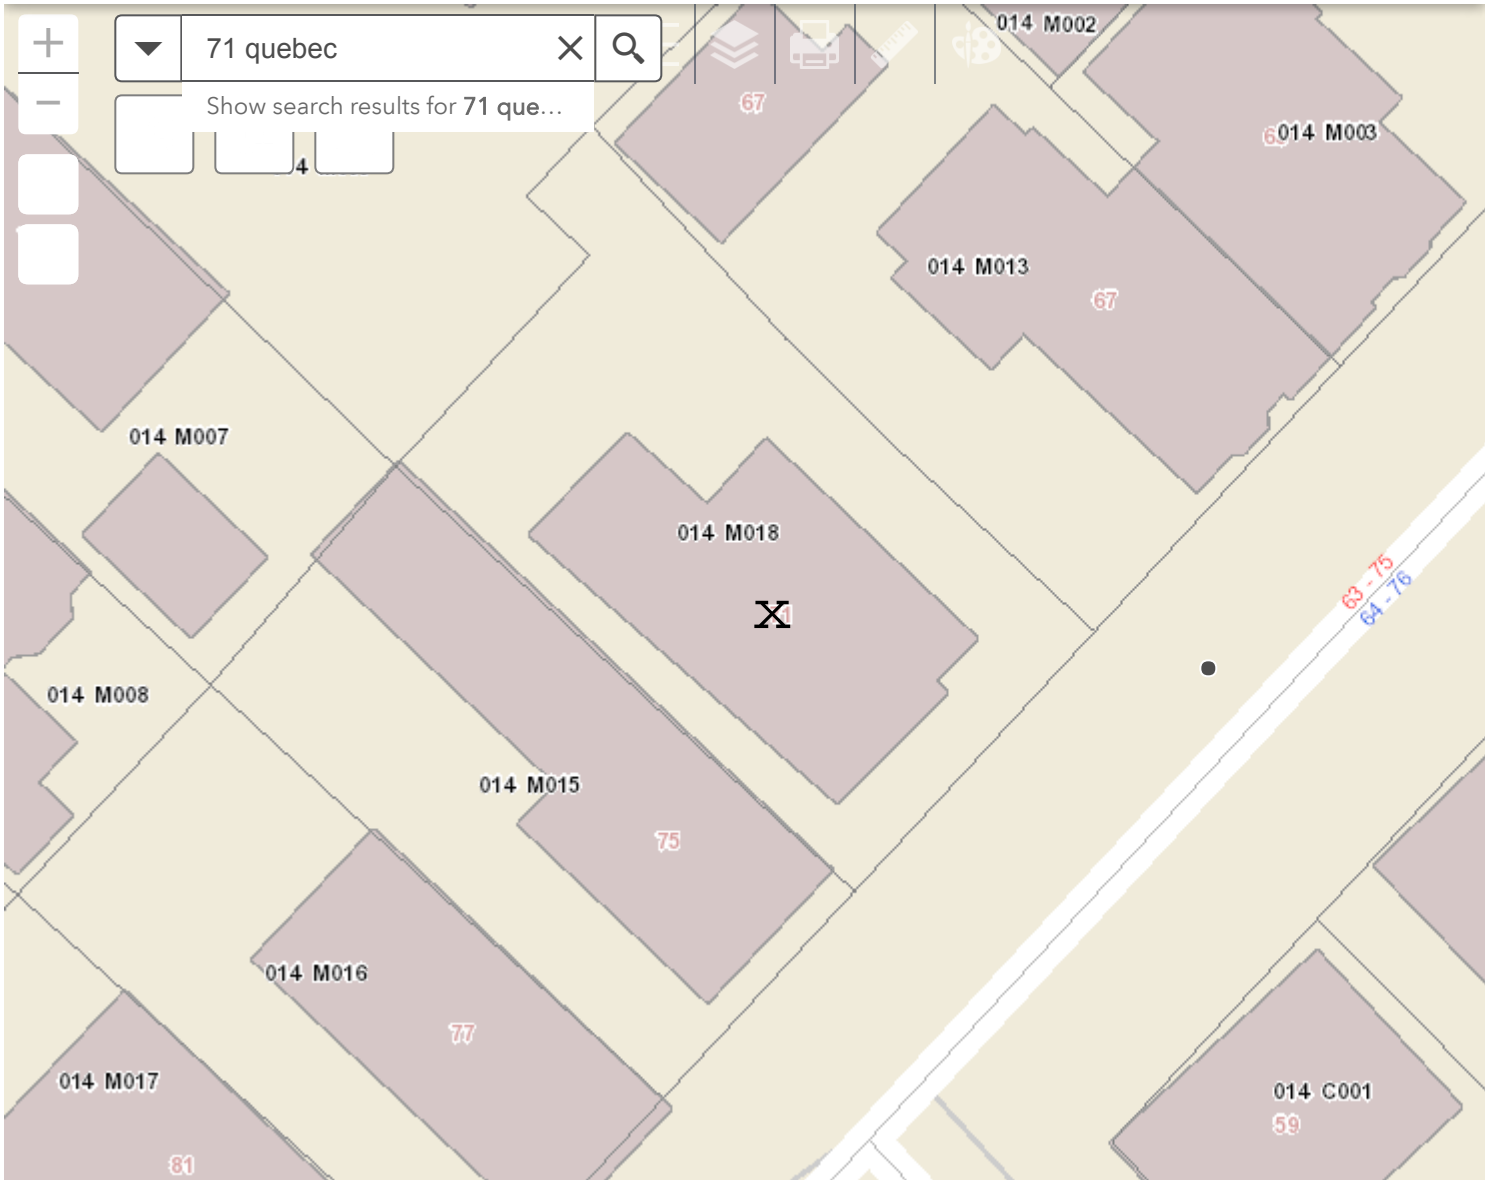 014 M002
71 quebec
67
Show search results for 71 que…
014 M003
4
014 M013
67
014 M007
014 M018
63 - 75
64 - 76
014 M008
014 M015
75
014 M016
77
014 M017
014 C001
59
81